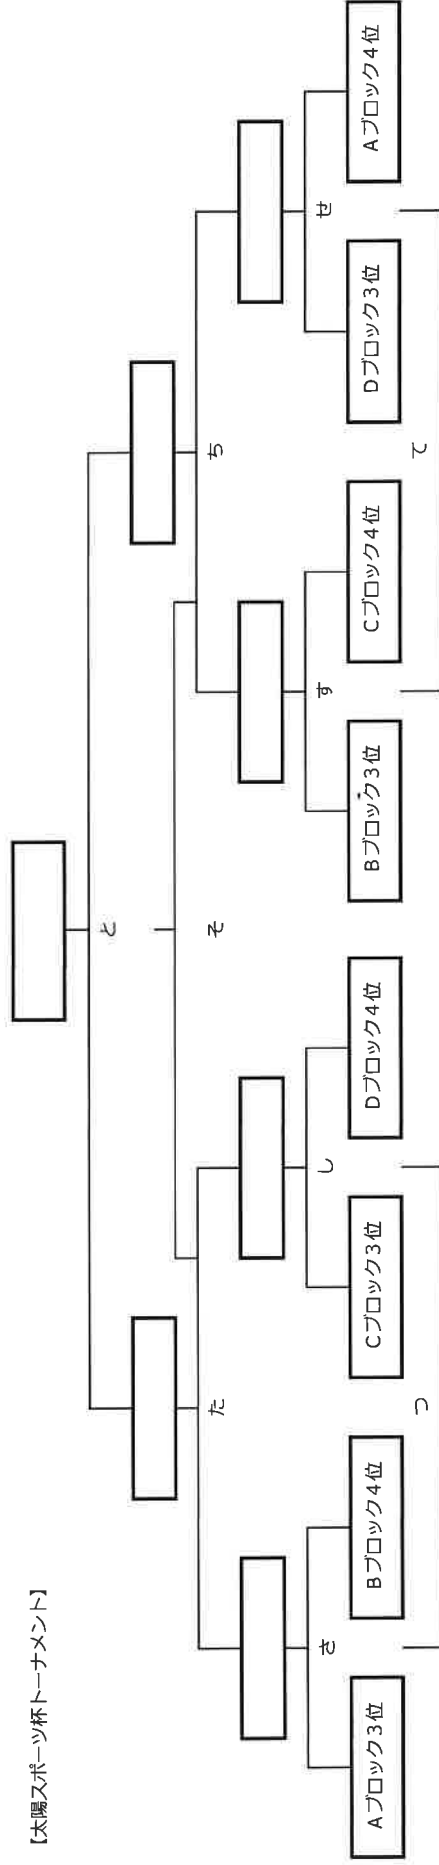 【太陽スポーツ杯トーナメント】
と
そ
た
ち
さ
し
す
せ
Aブロック3位
Bブロック4位
Cブロック3位
Dブロック4位
Bブロック3位
Cブロック4位
Dブロック3位
Aブロック4位
つ
て